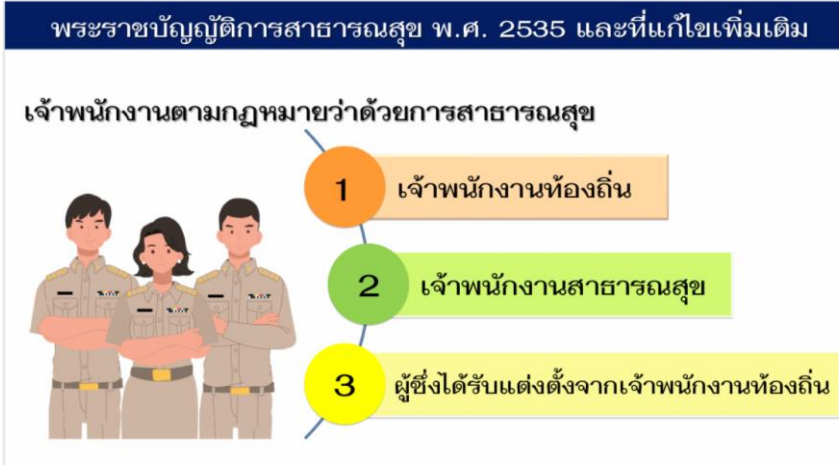 พระราชบัญญัติการสาธารณสุข พ.ศ. 2535 และที่แก้ไขเพิ่มเติม
เจ้าพนักงานตามกฎหมายว่าด้วยการสาธารณสุข
1 เจ้าพนักงานท้องถิ่น
2 เจ้าพนักงานสาธารณสุข
3 ผู้ซึ่งได้รับแต่งตั้งจากเจ้าพนักงานท้องถิ่น